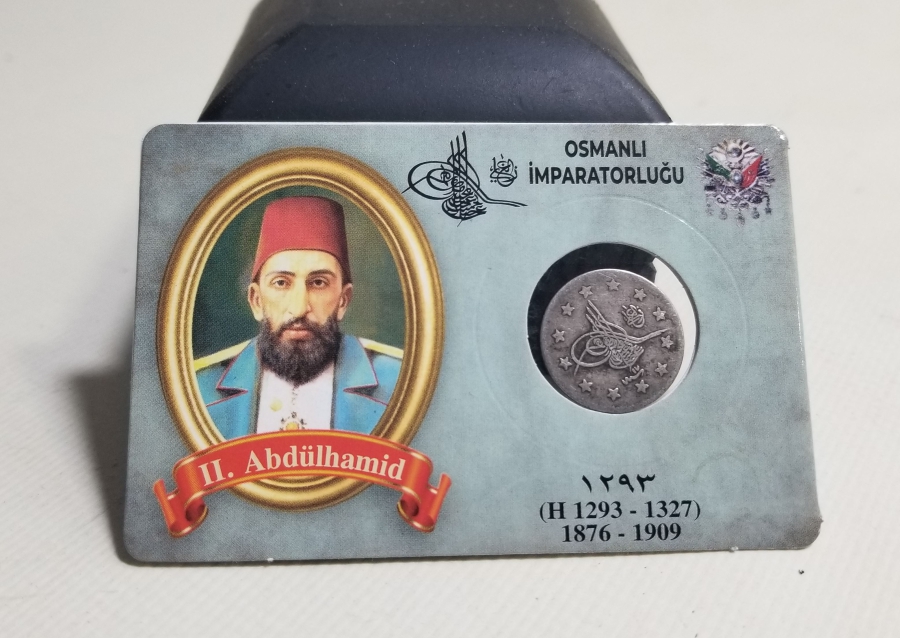 OSMANLI
İMPARATORLUĞU
II. Abdülhamid
١٢٩٣
(H 1293 - 1327)
1876 - 1909